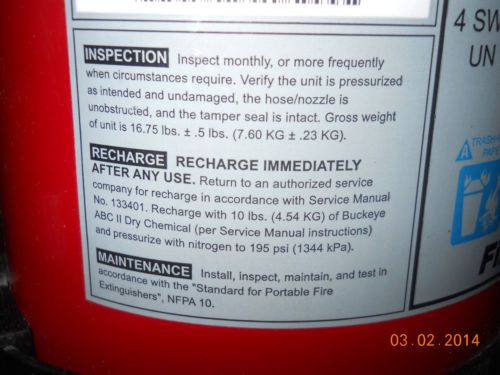 INSPECTION Inspect monthly, or more frequently
when circumstances require. Verify the unit is pressurized
as intended and undamaged, the hose/nozzle is
unobstructed, and the tamper seal is intact. Gross weight
of unit is 16.75 lbs. ± .5 lbs. (7.60 KG ± .23 KG).
RECHARGE RECHARGE IMMEDIATELY
AFTER ANY USE. Return to an authorized service
company for recharge in accordance with Service Manual
No. 133401. Recharge with 10 lbs. (4.54 KG) of Buckeye
ABC II Dry Chemical (per Service Manual instructions)
and pressurize with nitrogen to 195 psi (1344 kPa).
MAINTENANCE Install, inspect, maintain, and test in
accordance with the "Standard for Portable Fire
Extinguishers", NFPA 10.
4 SW
UN
A TRASH
PAPE
03.02.2014